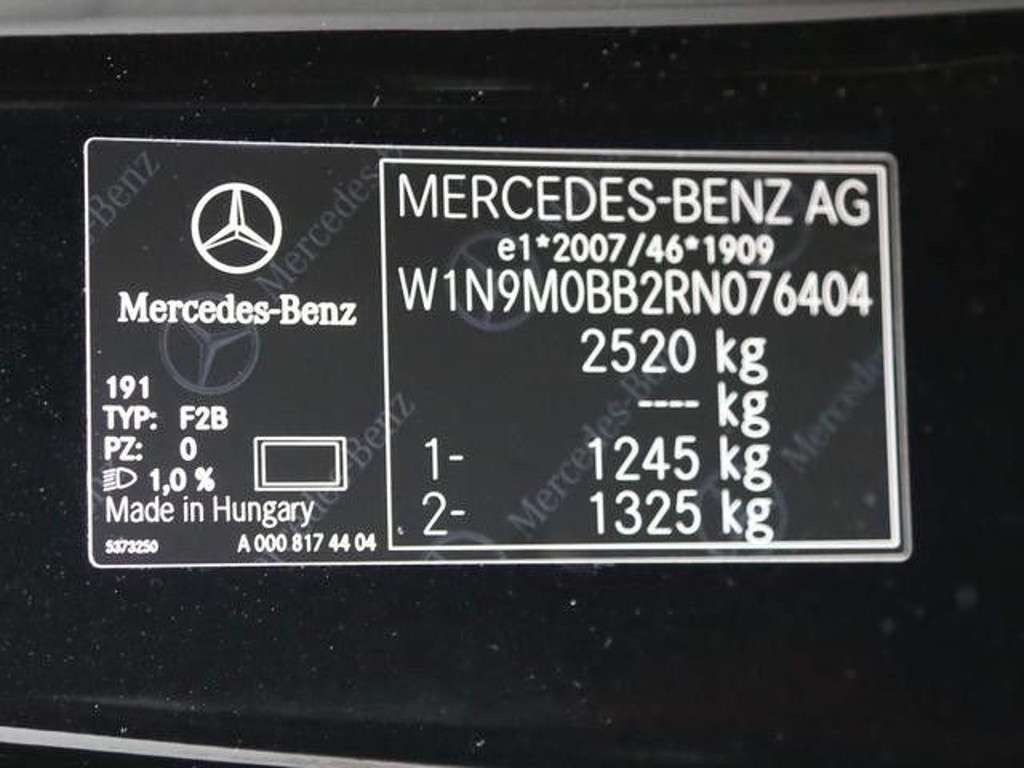 Mercedes-Benz
191
TYP: F2B
PZ: 0
1,0 %
Made in Hungary
5373250 A 000 817 44 04
MERCEDES-BENZ AG
e1*2007/46*1909
W1N9M0BB2RN076404
2520 kg
---- kg
1- 1245 kg
2- 1325 kg